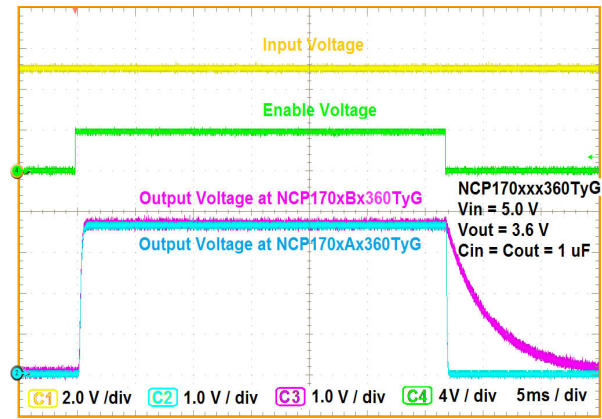 Input Voltage
Enable Voltage
Output Voltage at NCP170xBx360TyG
NCP170xxx360TyG
Vin = 5.0 V
Output Voltage at NCP170xAx360TyG
Vout = 3.6 V
Cin = Cout = 1 uF
C1 2.0 V /div C2 1.0 V / div C3 1.0 V / div C4 4V / div 5ms / div